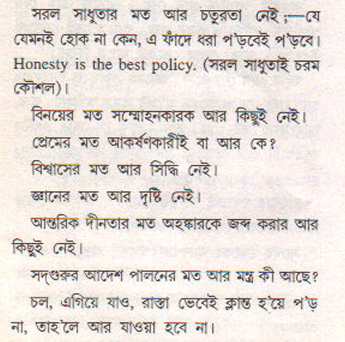 সরল সাধুতার মত আর চতুরতা নেই;—যে
যেমনই হোক না কেন, এ ফাঁদে ধরা প'ড়বেই প'ড়বে।
Honesty is the best policy. (সরল সাধুতাই চরম
কৌশল)।
বিনয়ের মত সম্মোহনকারক আর কিছুই নেই।
প্রেমের মত আকর্ষণকারীই বা আর কে?
বিশ্বাসের মত আর সিদ্ধি নেই।
জ্ঞানের মত আর দৃষ্টি নেই।
আন্তরিক দীনতার মত অহঙ্কারকে জব্দ করার আর
কিছুই নেই।
সদ্‌গুরুর আদেশ পালনের মত আর মন্ত্র কী আছে?
চল, এগিয়ে যাও, রাস্তা ভেবেই ক্লান্ত হ'য়ে প'ড়
না, তাহ'লে আর যাওয়া হবে না।